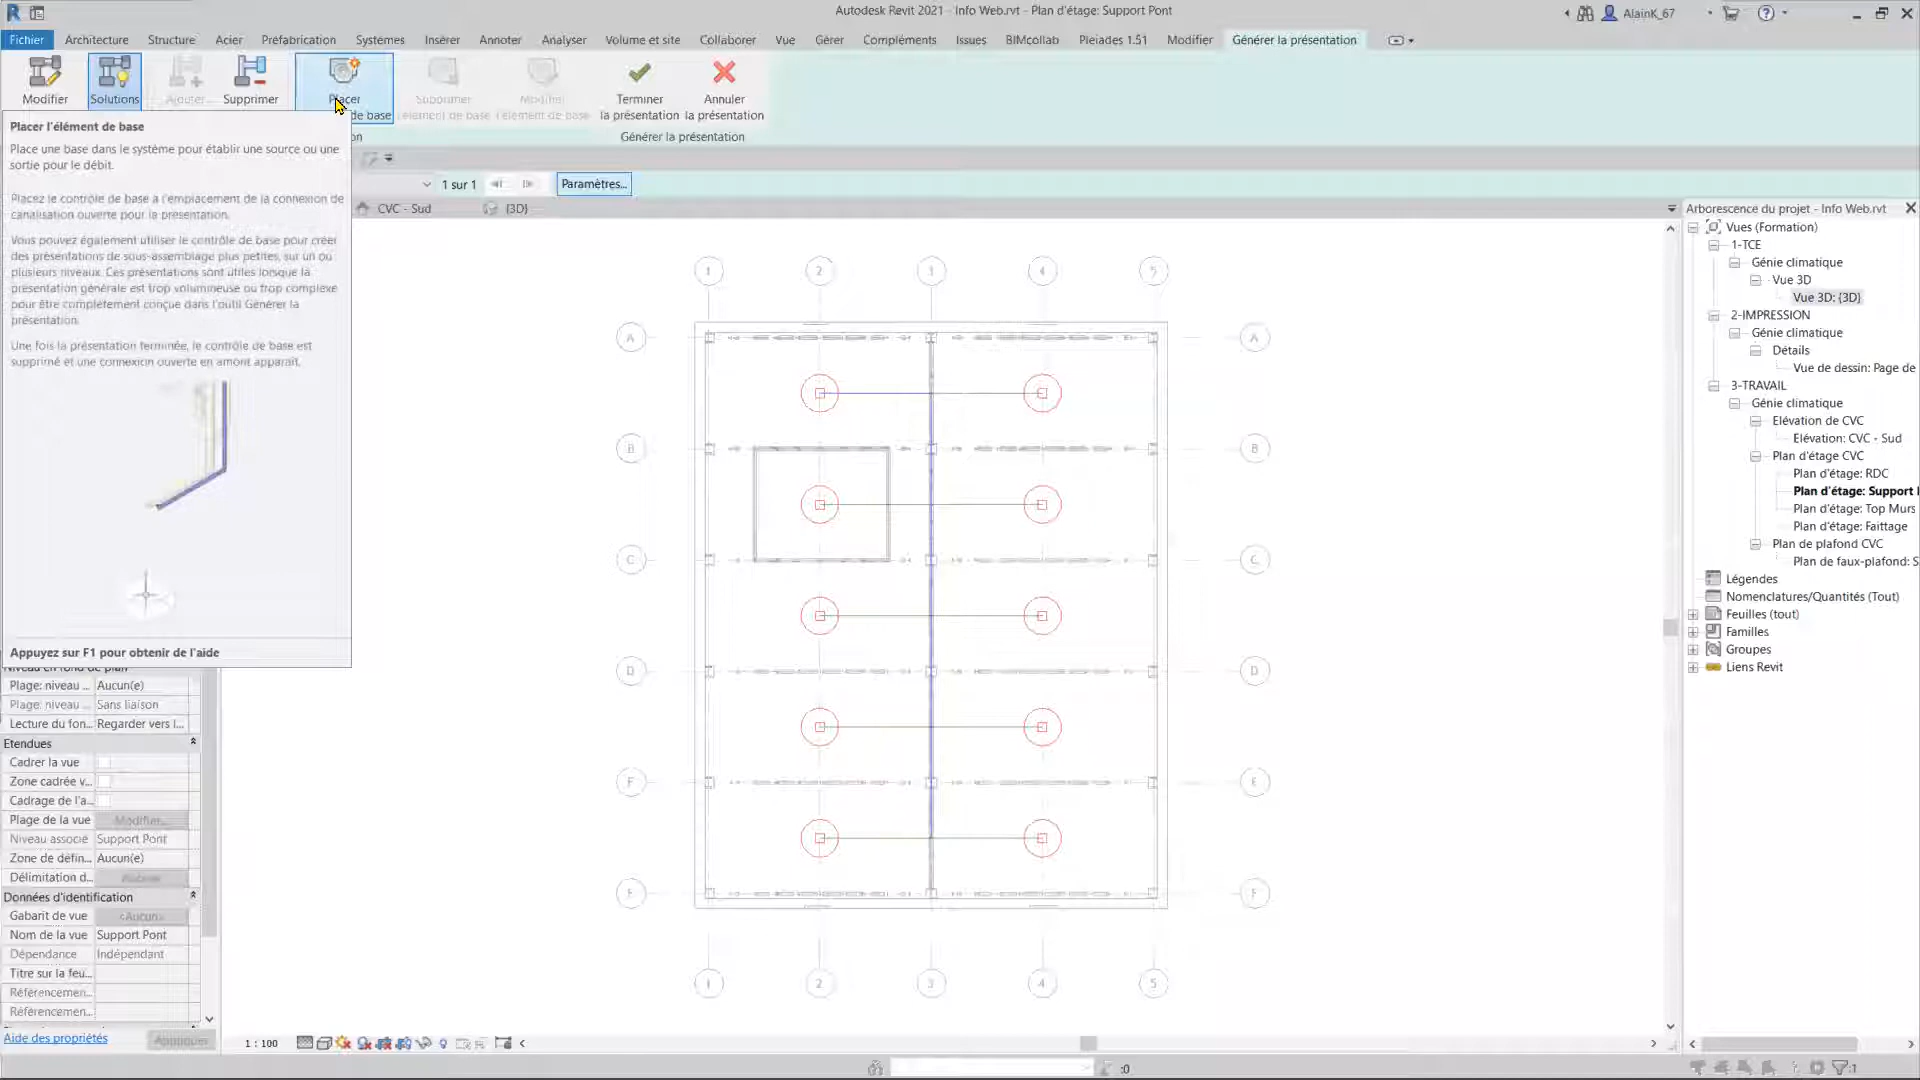 Autodesk Revit 2021 - Info Web.rvt - Plan d'étage: Support Pont
AlainK_67
Fichier Architecture Structure Acier Préfabrication Systèmes Insérer Annoter Analyser Volume et site Collaborer Vue Gérer Compléments Issues BIMcollab Pleiades 1.51 Modifier Générer la présentation
Modifier Solutions Ajouter Supprimer Placer Supprimer Modifier Terminer Annuler
de base l'élément de base l'élément de base la présentation la présentation
Générer la présentation
Placer l'élément de base
Place une base dans le système pour établir une source ou une
sortie pour le débit.
Placez le contrôle de base à l'emplacement de la connexion de
canalisation ouverte pour la présentation.
Vous pouvez également utiliser le contrôle de base pour créer
des présentations de sous-assemblage plus petites, sur un ou
plusieurs niveaux. Ces présentations sont utiles lorsque la
présentation générale est trop volumineuse ou trop complexe
pour être complètement conçue dans l'outil Générer la
présentation.
Une fois la présentation terminée, le contrôle de base est
supprimé et une connexion ouverte en amont apparaît.
Appuyez sur F1 pour obtenir de l'aide
1 sur 1
Paramètres...
CVC - Sud
{3D}
1 2 3 4 5
A A
B B
C C
D D
F E
E F
1 2 3 4 5
Niveau en fond de plan
Plage: niveau ... Aucun(e)
Plage: niveau ... Sans liaison
Lecture du fon... Regarder vers l...
Etendues
Cadrer la vue
Zone cadrée v...
Cadrage de l'a...
Plage de la vue Modifier...
Niveau associé Support Pont
Zone de défin... Aucun(e)
Délimitation d...
Données d'identification
Gabarit de vue <Aucun>
Nom de la vue Support Pont
Dépendance Indépendant
Titre sur la feu...
Référencemen...
Référencemen...
Aide des propriétés
Appliquer
1 : 100
:0
:1
Arborescence du projet - Info Web.rvt
Vues (Formation)
1-TCE
Génie climatique
Vue 3D
Vue 3D: {3D}
2-IMPRESSION
Génie climatique
Détails
Vue de dessin: Page de
3-TRAVAIL
Génie climatique
Elévation de CVC
Elévation: CVC - Sud
Plan d'étage CVC
Plan d'étage: RDC
Plan d'étage: Support
Plan d'étage: Top Murs
Plan d'étage: Faittage
Plan de plafond CVC
Plan de faux-plafond: S
Légendes
Nomenclatures/Quantités (Tout)
Feuilles (tout)
Familles
Groupes
Liens Revit